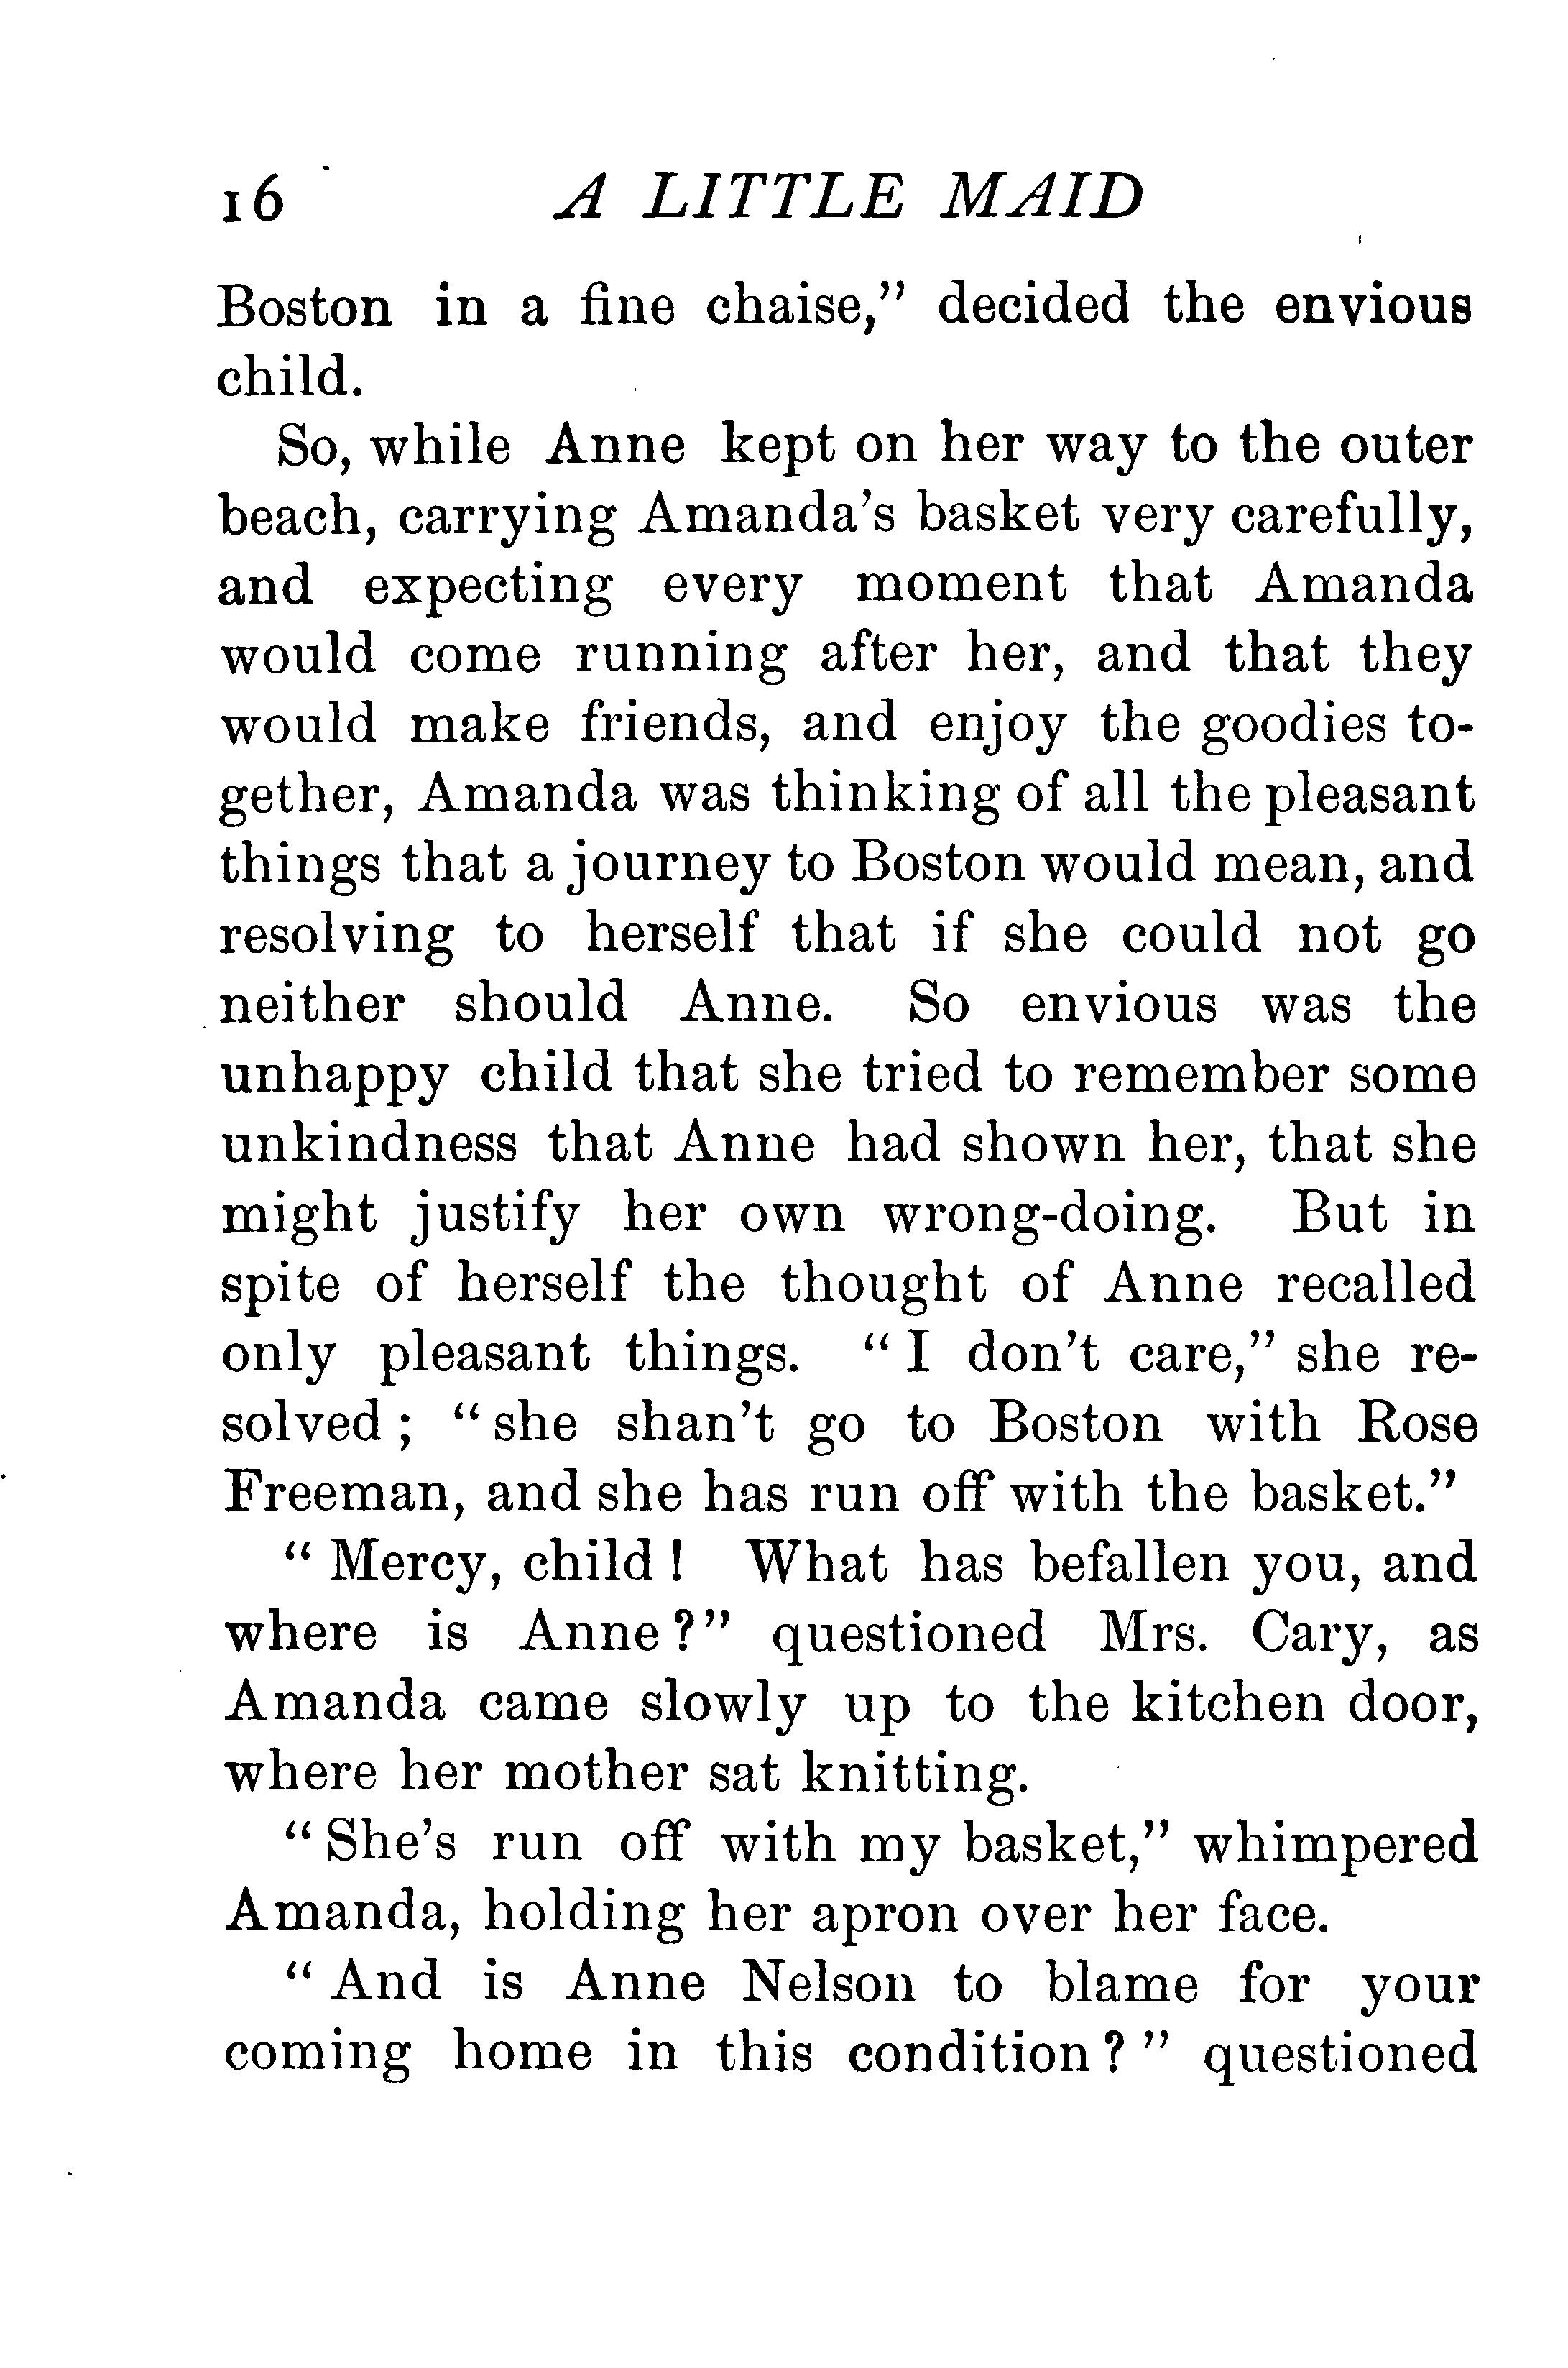 16 A LITTLE MAID
Boston in a fine chaise,” decided the envious
child.
So, while Anne kept on her way to the outer
beach, carrying Amanda’s basket very carefully,
and expecting every moment that Amanda
would come running after her, and that they
would make friends, and enjoy the goodies to-
gether, Amanda was thinking of all the pleasant
things that a journey to Boston would mean, and
resolving to herself that if she could not go
neither should Anne. So envious was the
unhappy child that she tried to remember some
unkindness that Anne had shown her, that she
might justify her own wrong-doing. But in
spite of herself the thought of Anne recalled
only pleasant things. “I don’t care,” she re-
solved; “she shan’t go to Boston with Rose
Freeman, and she has run off with the basket.”
“Mercy, child! What has befallen you, and
where is Anne?” questioned Mrs. Cary, as
Amanda came slowly up to the kitchen door,
where her mother sat knitting.
“She’s run off with my basket,” whimpered
Amanda, holding her apron over her face.
“And is Anne Nelson to blame for your
coming home in this condition?” questioned